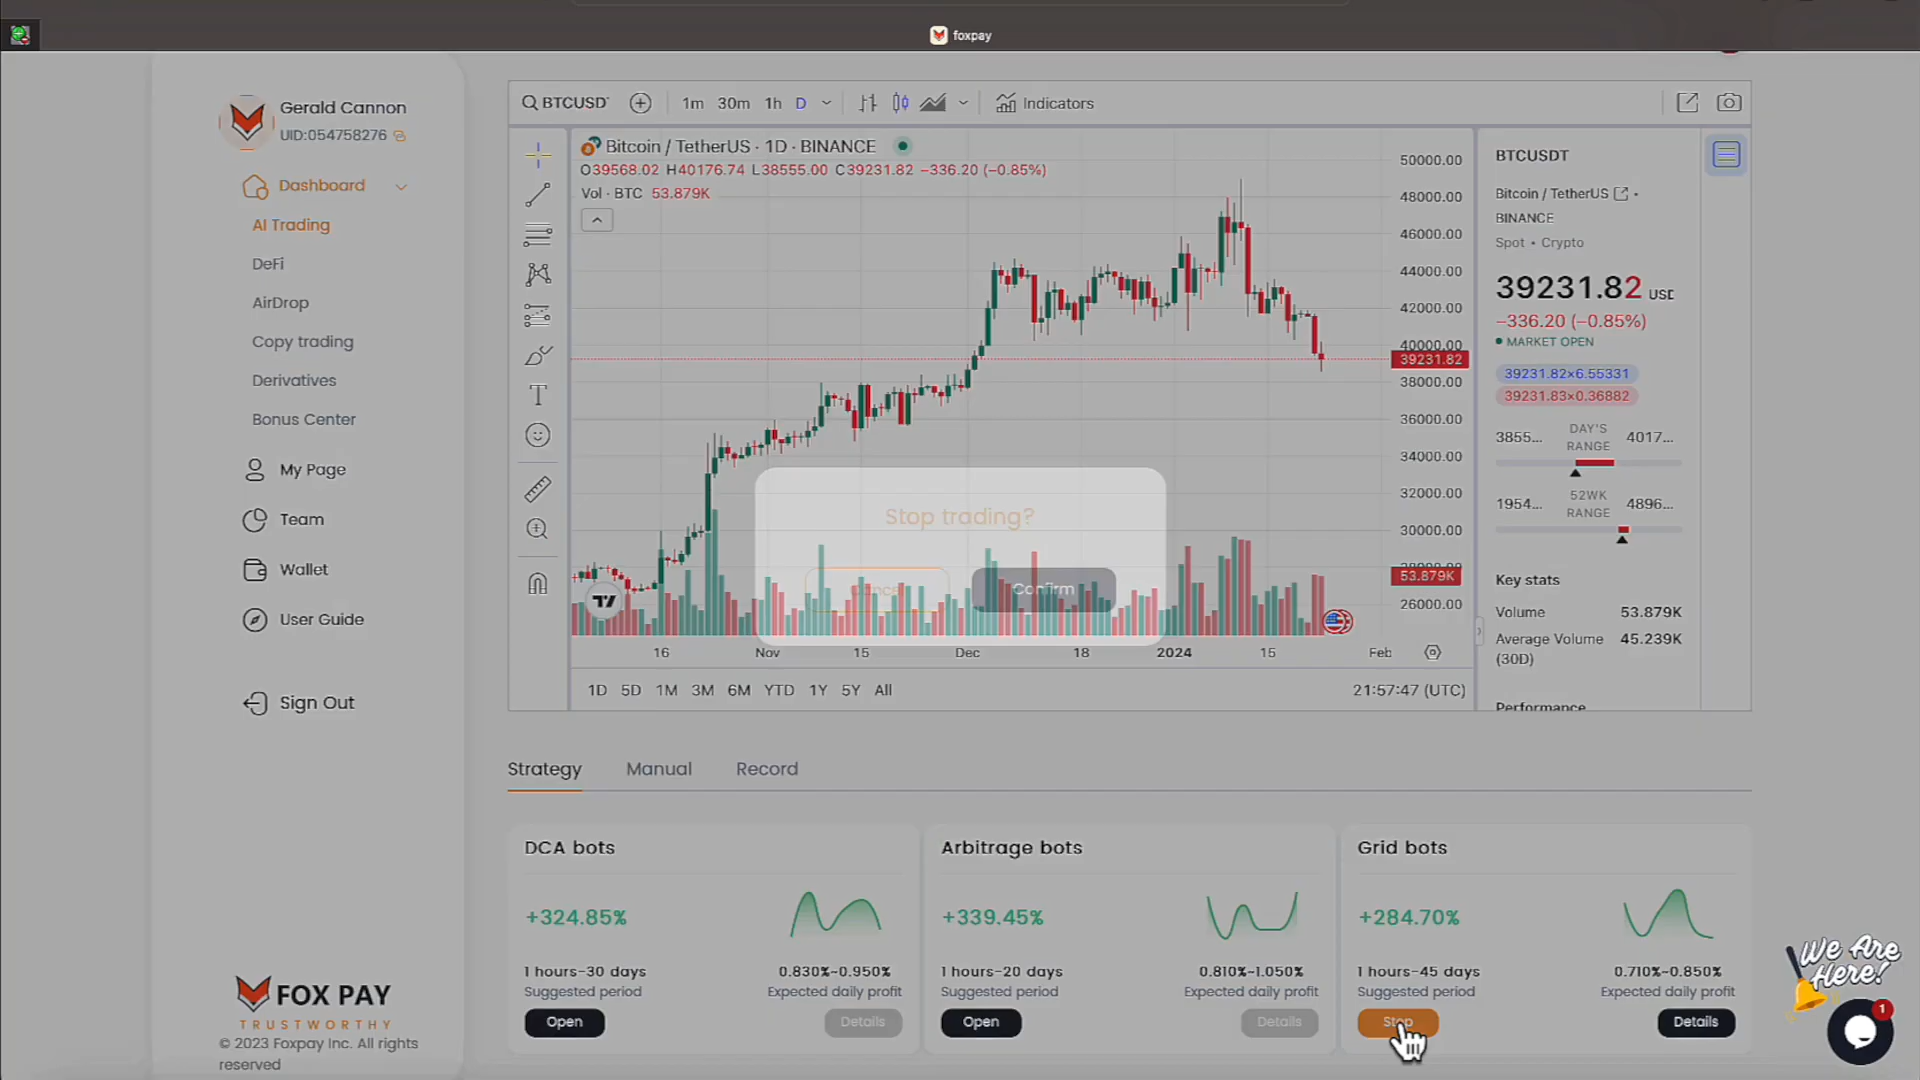 foxpay
Gerald Cannon
UID:054758276
Dashboard
AI Trading
DeFi
AirDrop
Copy trading
Derivatives
Bonus Center
My Page
Team
Wallet
User Guide
Sign Out
FOX PAY
TRUSTWORTHY
© 2023 Foxpay Inc. All rights
reserved
BTCUSD
1m 30m 1h D
Indicators
Bitcoin / TetherUS · 1D · BINANCE
O39568.02 H40176.74 L38555.00 C39231.82 −336.20 (−0.85%)
Vol · BTC 53.879K
50000.00
48000.00
46000.00
44000.00
42000.00
40000.00
39231.82
38000.00
36000.00
34000.00
32000.00
30000.00
28000.00
53.879K
26000.00
Stop trading?
Cancel Confirm
16 Nov 15 Dec 18 2024 15 Feb
1D 5D 1M 3M 6M YTD 1Y 5Y All
21:57:47 (UTC)
BTCUSDT
Bitcoin / TetherUS
BINANCE
Spot • Crypto
39231.82 USD
−336.20 (−0.85%)
MARKET OPEN
39231.82×6.55331
39231.83×0.36882
3855... DAY'S RANGE 4017...
1954... 52WK RANGE 4896...
Key stats
Volume 53.879K
Average Volume 45.239K
(30D)
Performance
Strategy Manual Record
DCA bots
+324.85%
1 hours-30 days 0.830%~0.950%
Suggested period Expected daily profit
Open Details
Arbitrage bots
+339.45%
1 hours-20 days 0.810%~1.050%
Suggested period Expected daily profit
Open Details
Grid bots
+284.70%
1 hours-45 days 0.710%~0.850%
Suggested period Expected daily profit
Stop Details
We Are
Here!
1